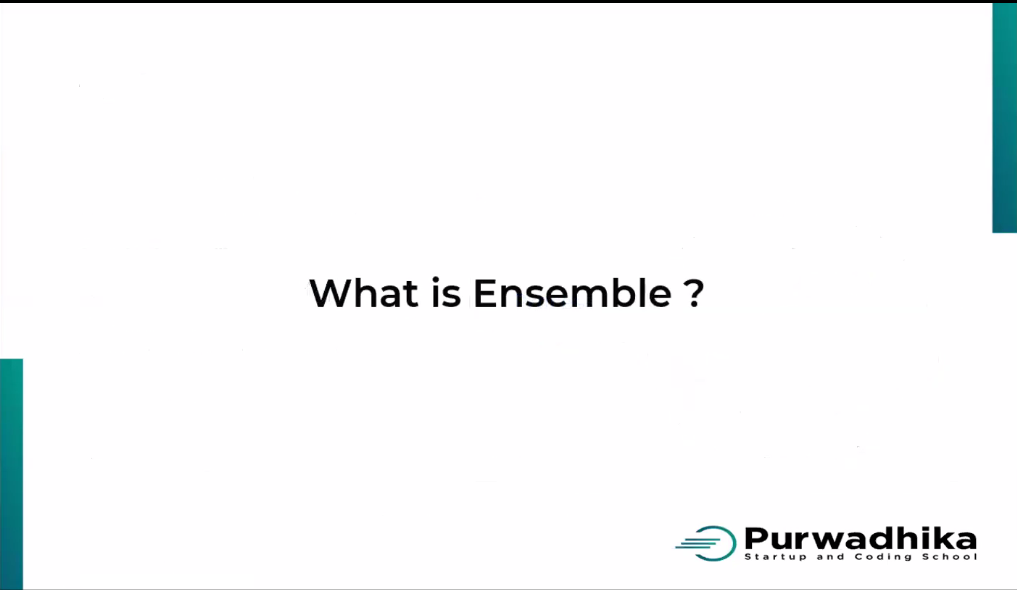 What is Ensemble ?
Purwadhika
Startup and Coding School